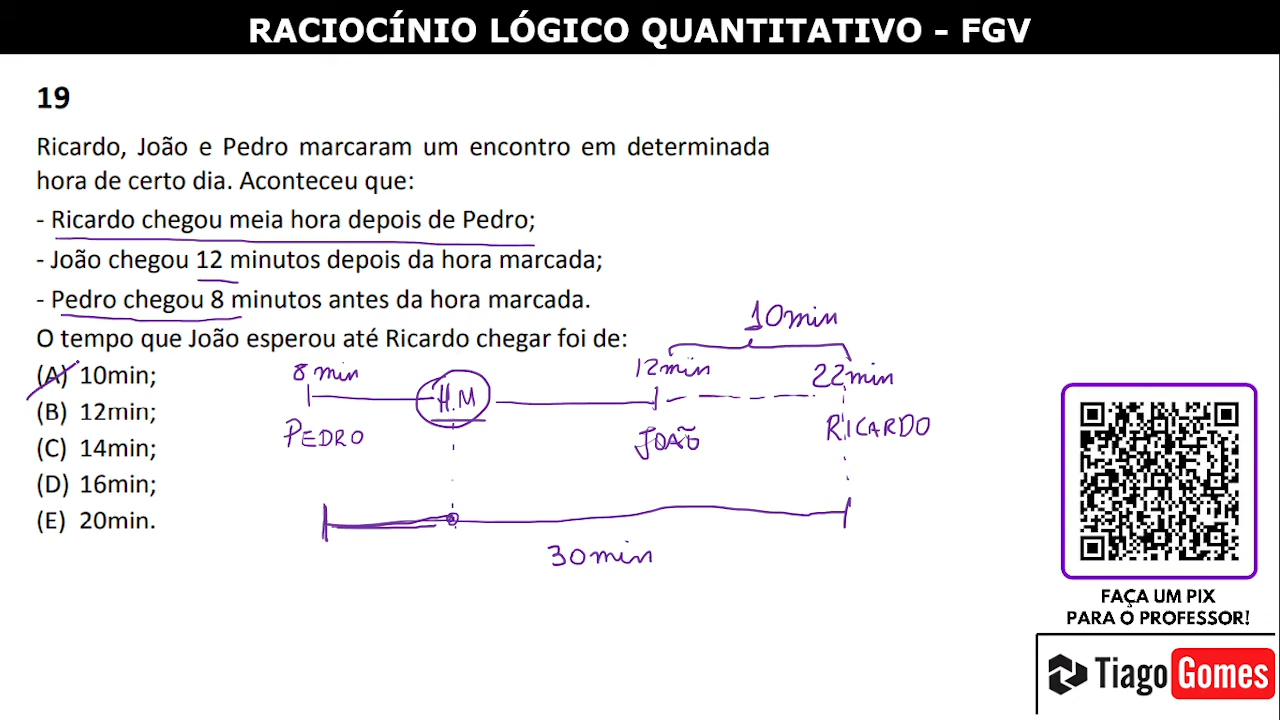 RACIOCÍNIO LÓGICO QUANTITATIVO - FGV
19
Ricardo, João e Pedro marcaram um encontro em determinada
hora de certo dia. Aconteceu que:
- Ricardo chegou meia hora depois de Pedro;
- João chegou 12 minutos depois da hora marcada;
- Pedro chegou 8 minutos antes da hora marcada.
O tempo que João esperou até Ricardo chegar foi de:
(A) 10min;
(B) 12min;
(C) 14min;
(D) 16min;
(E) 20min.
10min
8 min
12min
22min
H.M
PEDRO
JOÃO
RICARDO
30min
FAÇA UM PIX
PARA O PROFESSOR!
Tiago Gomes